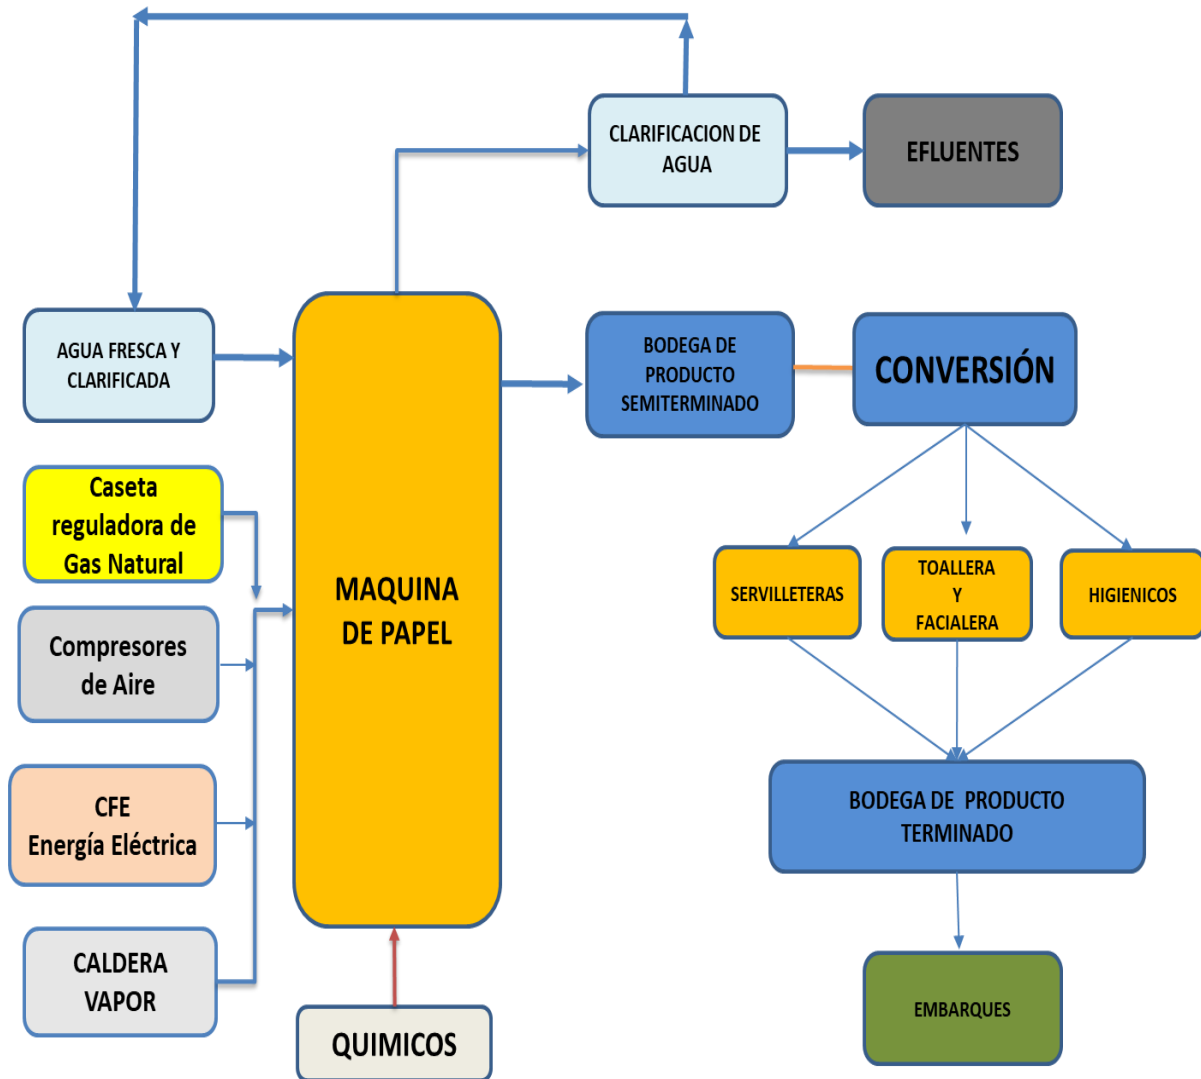 CLARIFICACION DE
AGUA
EFLUENTES
AGUA FRESCA Y
CLARIFICADA
BODEGA DE
PRODUCTO
SEMITERMINADO
CONVERSIÓN
Caseta
reguladora de
Gas Natural
MAQUINA
DE PAPEL
SERVILLETERAS
TOALLERA
Y
FACIALERA
HIGIENICOS
Compresores
de Aire
CFE
Energía Eléctrica
BODEGA DE PRODUCTO
TERMINADO
CALDERA
VAPOR
QUIMICOS
EMBARQUES